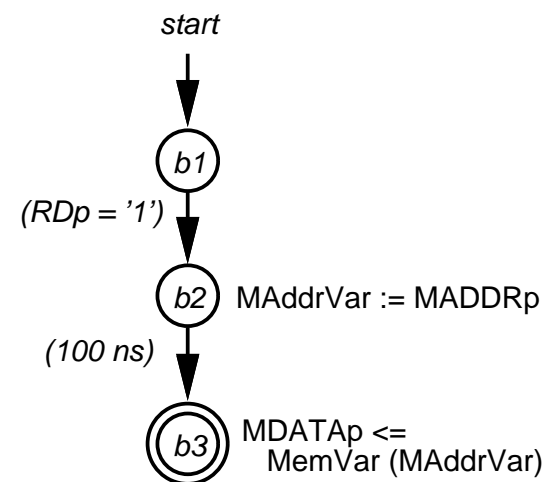 start
b1
(RDp = ’1’)
b2 MAddrVar := MADDRp
(100 ns)
b3 MDATAp <=
MemVar (MAddrVar)